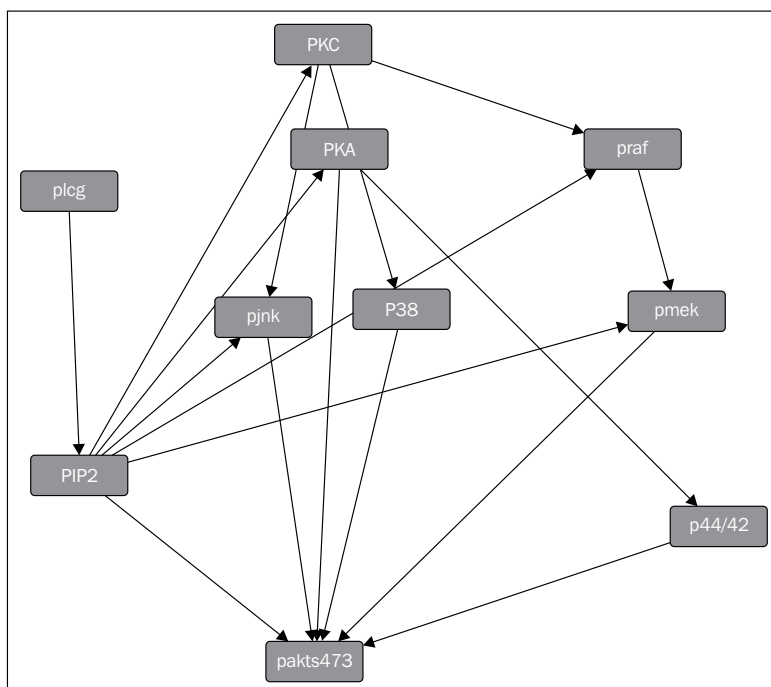 PKC
PKA
praf
plcg
pjnk
P38
pmek
PIP2
p44/42
pakts473